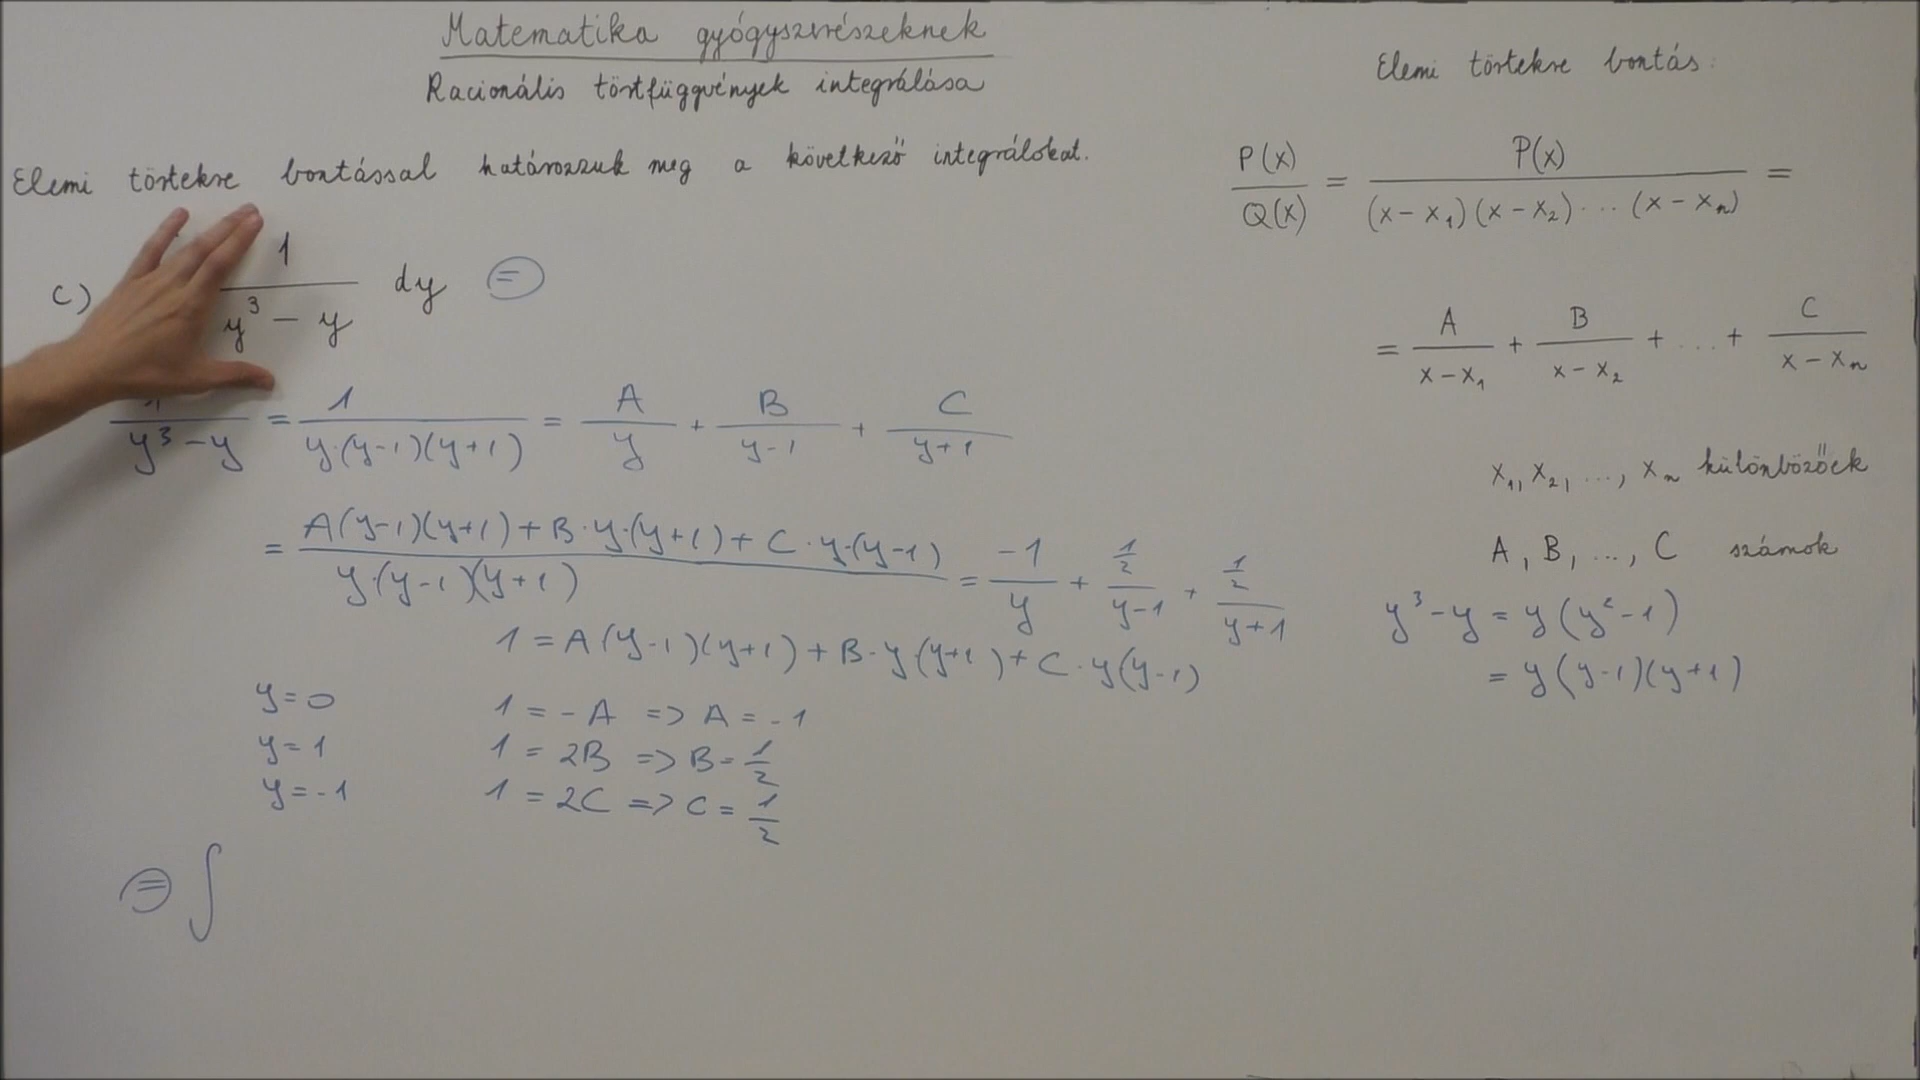 Matematika gyógyszerészeknek
Racionális törtfüggvények integrálása
Elemi törtekre bontással határozzuk meg a következő integrálokat.
c) 1/(y³ - y) dy =
1/(y³-y) = 1/(y·(y-1)(y+1)) = A/y + B/(y-1) + C/(y+1)
= (A(y-1)(y+1) + B·y·(y+1) + C·y·(y-1))/(y·(y-1)(y+1)) = -1/y + (1/2)/(y-1) + (1/2)/(y+1)
1 = A(y-1)(y+1) + B·y(y+1) + C·y(y-1)
y = 0 1 = -A => A = -1
y = 1 1 = 2B => B = 1/2
y = -1 1 = 2C => C = 1/2
= ∫
Elemi törtekre bontás:
P(x)/Q(x) = P(x)/((x-x₁)(x-x₂)...(x-xₙ)) =
= A/(x-x₁) + B/(x-x₂) + ... + C/(x-xₙ)
x₁, x₂, ..., xₙ különbözőek
A, B, ..., C számok
y³-y = y(y²-1)
= y(y-1)(y+1)